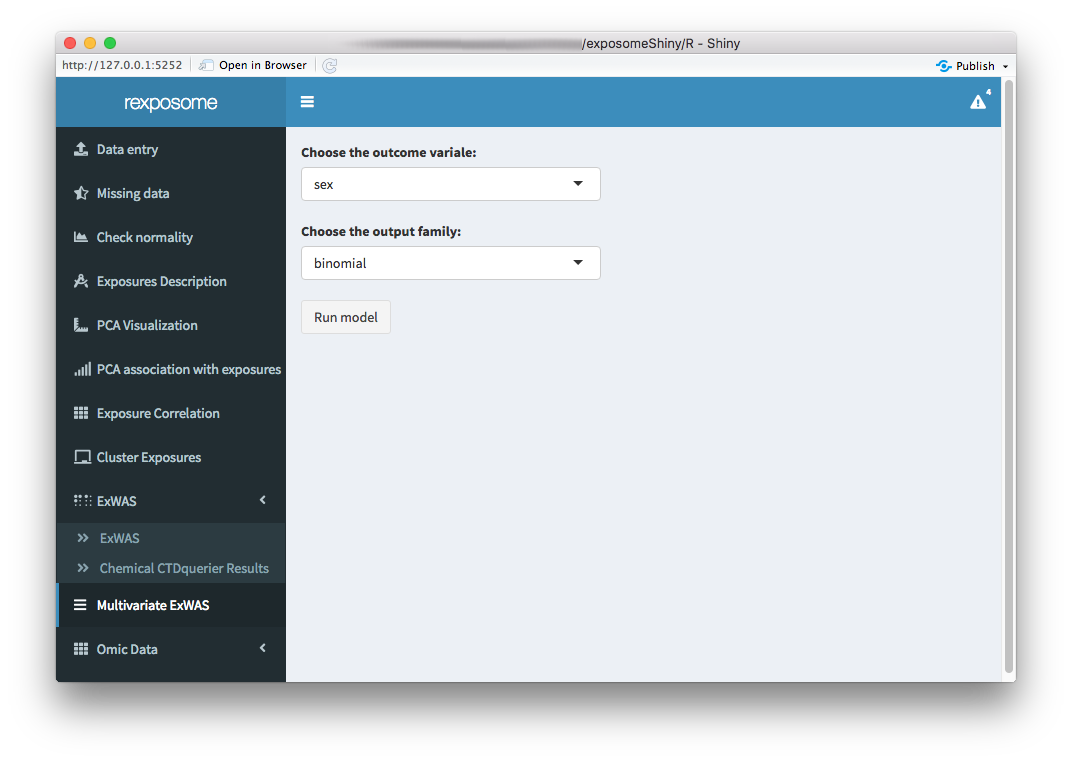 /exposomeShiny/R - Shiny
http://127.0.0.1:5252 Open in Browser Publish
rexposome 4
Data entry
Missing data
Check normality
Exposures Description
PCA Visualization
PCA association with exposures
Exposure Correlation
Cluster Exposures
ExWAS
ExWAS
Chemical CTDquerier Results
Multivariate ExWAS
Omic Data
Choose the outcome variale:
sex
Choose the output family:
binomial
Run model